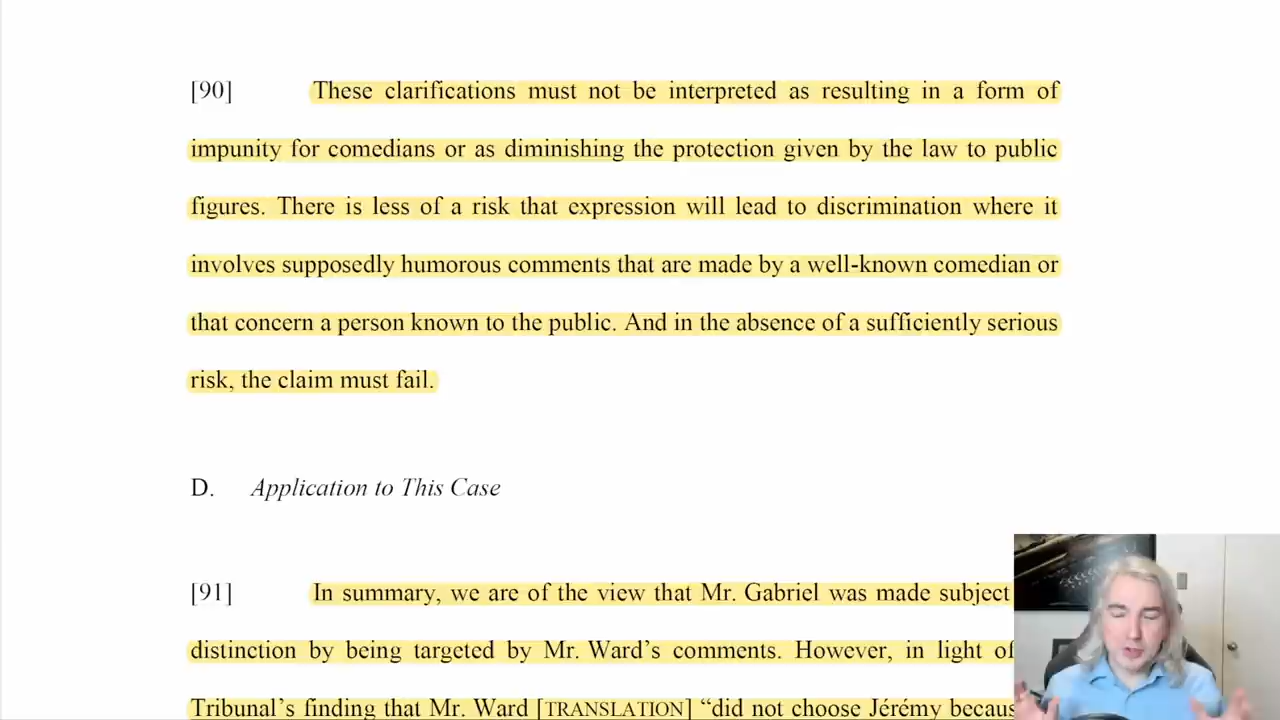 [90] These clarifications must not be interpreted as resulting in a form of
impunity for comedians or as diminishing the protection given by the law to public
figures. There is less of a risk that expression will lead to discrimination where it
involves supposedly humorous comments that are made by a well-known comedian or
that concern a person known to the public. And in the absence of a sufficiently serious
risk, the claim must fail.
D. Application to This Case
[91] In summary, we are of the view that Mr. Gabriel was made subject
distinction by being targeted by Mr. Ward’s comments. However, in light of
Tribunal’s finding that Mr. Ward [TRANSLATION] “did not choose Jérémy becaus